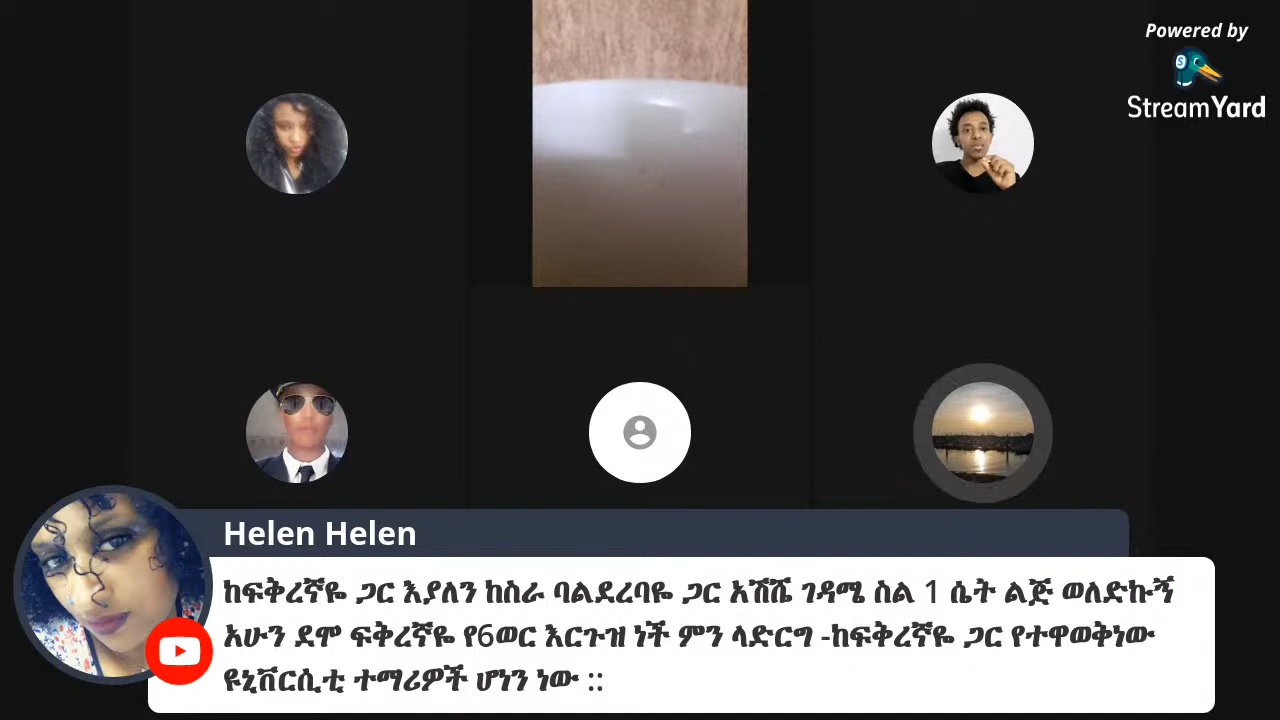 Powered by
StreamYard
Helen Helen
ከፍቅረኛዬ ጋር እያለን ከስራ ባልደረባዬ ጋር አሸሼ ገዳሜ ስል 1 ሴት ልጅ ወለድኩኝ
አሁን ደሞ ፍቅረኛዬ የ6ወር እርጉዝ ነች ምን ላድርግ -ከፍቅረኛዬ ጋር የተዋወቅነው
ዩኒቨርሲቲ ተማሪዎች ሆነን ነው ::